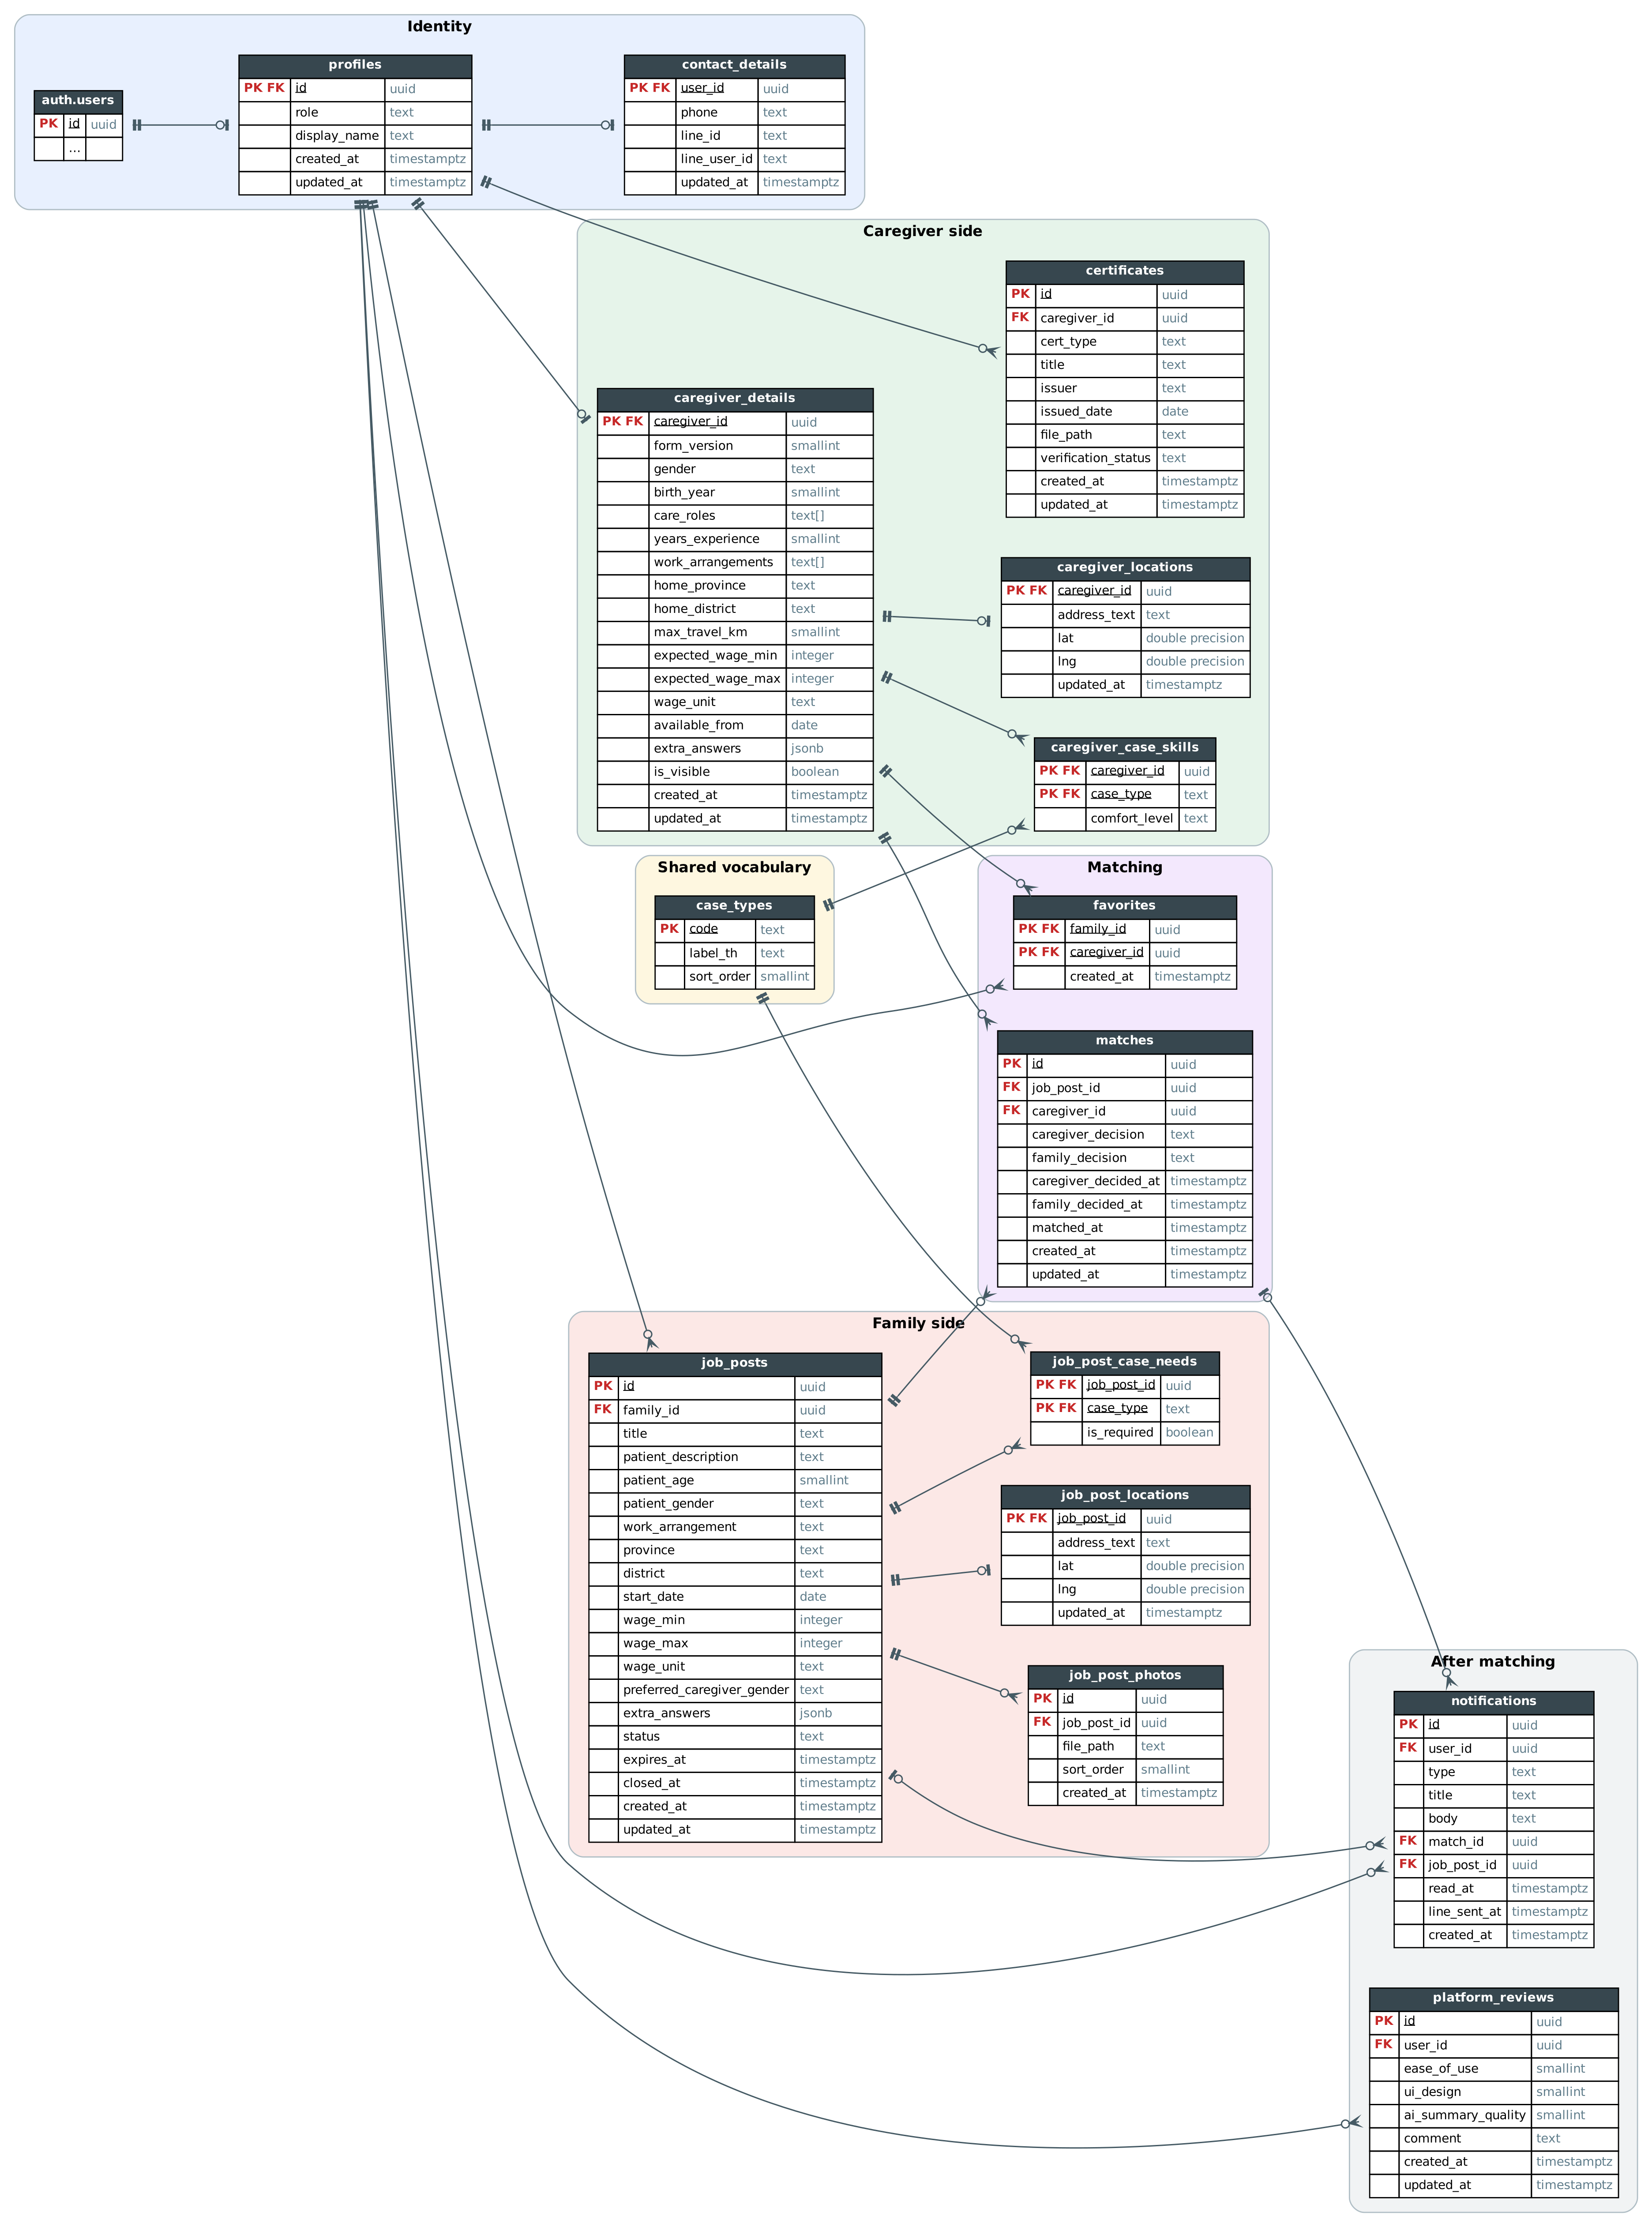 Identity
auth.users
PK id uuid
...
profiles
PK FK id uuid
role text
display_name text
created_at timestamptz
updated_at timestamptz
contact_details
PK FK user_id uuid
phone text
line_id text
line_user_id text
updated_at timestamptz
Caregiver side
certificates
PK id uuid
FK caregiver_id uuid
cert_type text
title text
issuer text
issued_date date
file_path text
verification_status text
created_at timestamptz
updated_at timestamptz
caregiver_details
PK FK caregiver_id uuid
form_version smallint
gender text
birth_year smallint
care_roles text[]
years_experience smallint
work_arrangements text[]
home_province text
home_district text
max_travel_km smallint
expected_wage_min integer
expected_wage_max integer
wage_unit text
available_from date
extra_answers jsonb
is_visible boolean
created_at timestamptz
updated_at timestamptz
caregiver_locations
PK FK caregiver_id uuid
address_text text
lat double precision
lng double precision
updated_at timestamptz
caregiver_case_skills
PK FK caregiver_id uuid
PK FK case_type text
comfort_level text
Shared vocabulary
case_types
PK code text
label_th text
sort_order smallint
Matching
favorites
PK FK family_id uuid
PK FK caregiver_id uuid
created_at timestamptz
matches
PK id uuid
FK job_post_id uuid
FK caregiver_id uuid
caregiver_decision text
family_decision text
caregiver_decided_at timestamptz
family_decided_at timestamptz
matched_at timestamptz
created_at timestamptz
updated_at timestamptz
Family side
job_posts
PK id uuid
FK family_id uuid
title text
patient_description text
patient_age smallint
patient_gender text
work_arrangement text
province text
district text
start_date date
wage_min integer
wage_max integer
wage_unit text
preferred_caregiver_gender text
extra_answers jsonb
status text
expires_at timestamptz
closed_at timestamptz
created_at timestamptz
updated_at timestamptz
job_post_case_needs
PK FK job_post_id uuid
PK FK case_type text
is_required boolean
job_post_locations
PK FK job_post_id uuid
address_text text
lat double precision
lng double precision
updated_at timestamptz
job_post_photos
PK id uuid
FK job_post_id uuid
file_path text
sort_order smallint
created_at timestamptz
After matching
notifications
PK id uuid
FK user_id uuid
type text
title text
body text
FK match_id uuid
FK job_post_id uuid
read_at timestamptz
line_sent_at timestamptz
created_at timestamptz
platform_reviews
PK id uuid
FK user_id uuid
ease_of_use smallint
ui_design smallint
ai_summary_quality smallint
comment text
created_at timestamptz
updated_at timestamptz